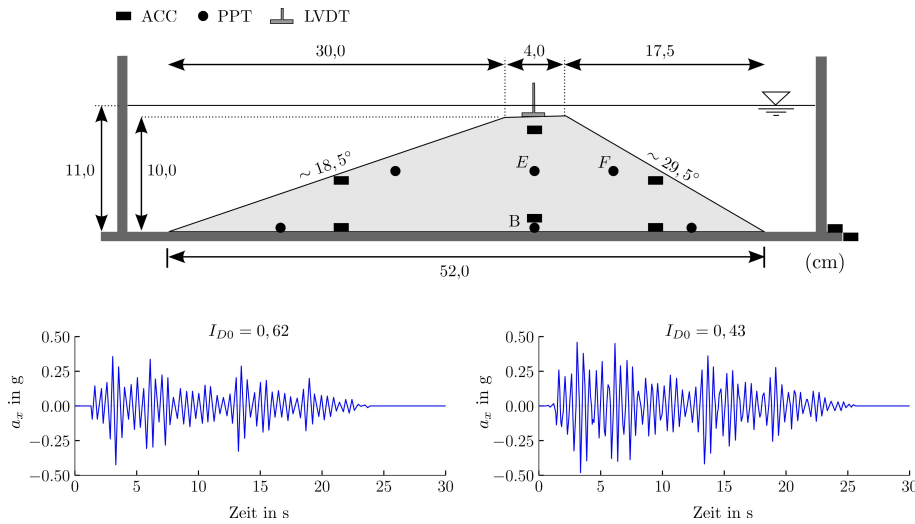 ACC PPT LVDT
30,0 4,0 17,5
11,0 10,0 ~ 18,5° E F ~ 29,5°
B
52,0 (cm)
I_{D0} = 0,62 I_{D0} = 0,43
a_x in g
0.50
0.25
0.00
−0.25
−0.50
0 5 10 15 20 25 30
Zeit in s
a_x in g
0.50
0.25
0.00
−0.25
−0.50
0 5 10 15 20 25 30
Zeit in s